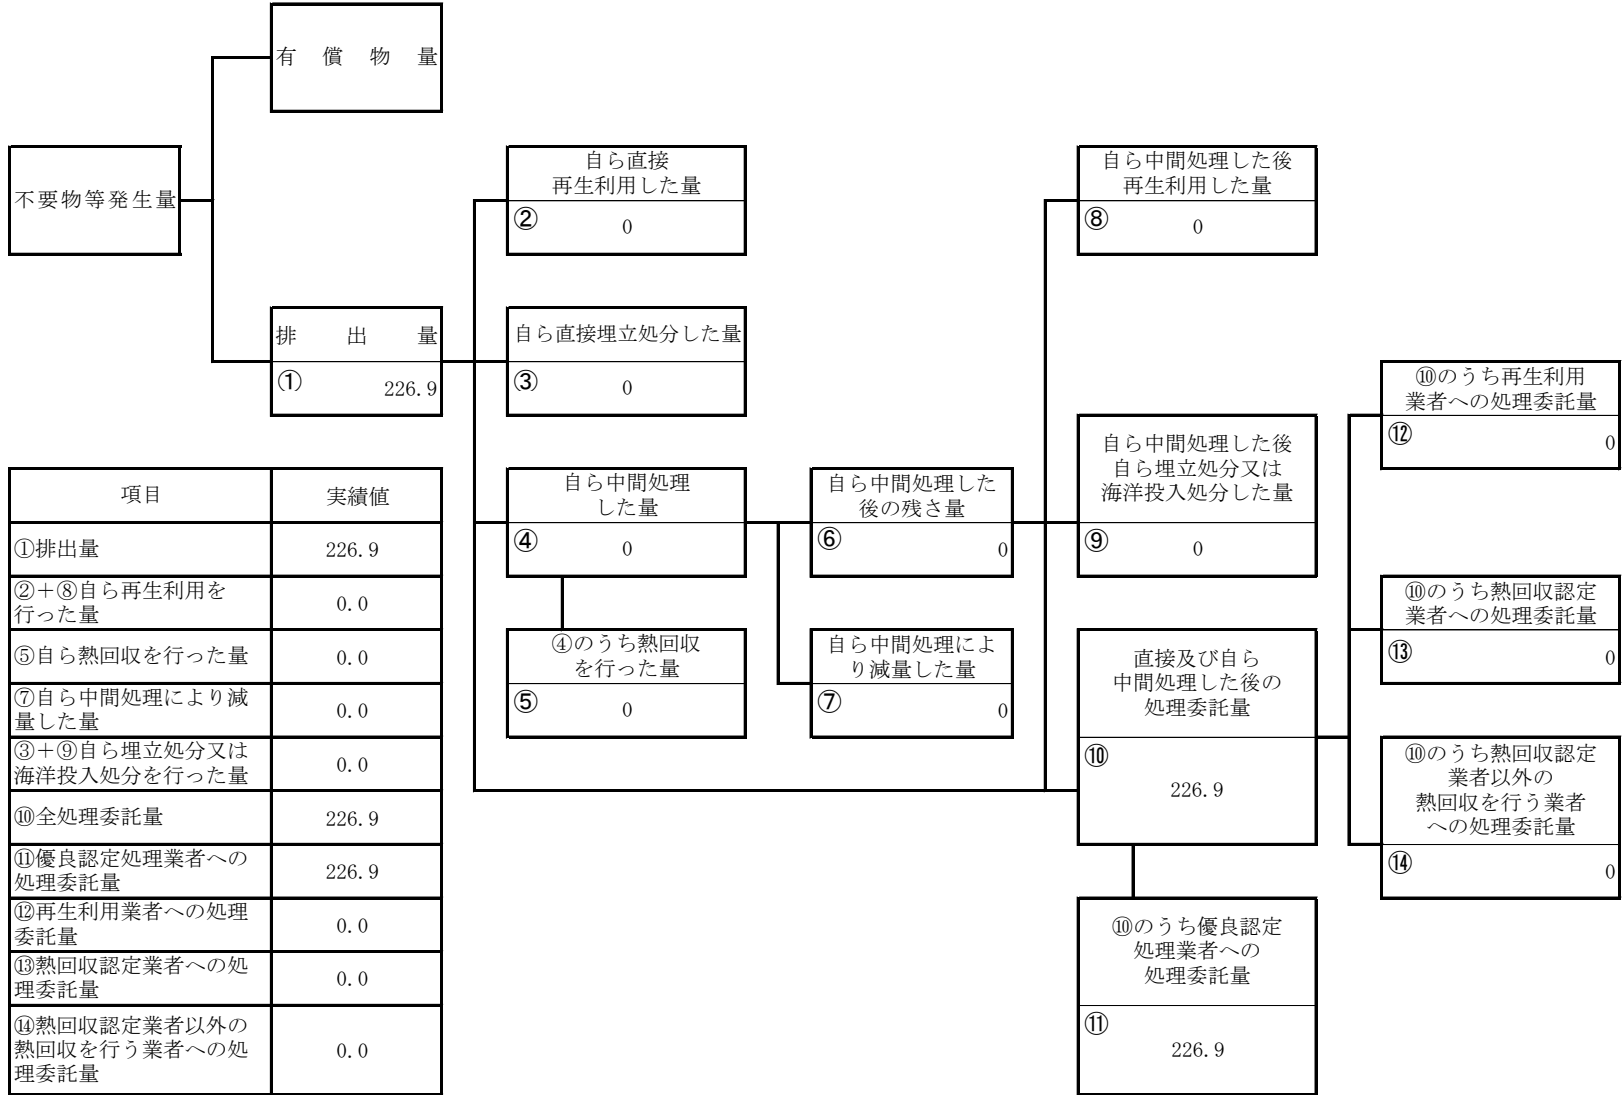 有償物量
不要物等発生量
自ら直接
再生利用した量
② 0
自ら中間処理した後
再生利用した量
⑧ 0
排出量
① 226.9
自ら直接埋立処分した量
③ 0
⑩のうち再生利用
業者への処理委託量
⑫ 0
自ら中間処理
した量
④ 0
自ら中間処理した
後の残さ量
⑥ 0
自ら中間処理した後
自ら埋立処分又は
海洋投入処分した量
⑨ 0
⑩のうち熱回収認定
業者への処理委託量
⑬ 0
④のうち熱回収
を行った量
⑤ 0
自ら中間処理によ
り減量した量
⑦ 0
直接及び自ら
中間処理した後の
処理委託量
⑩
226.9
⑩のうち熱回収認定
業者以外の
熱回収を行う業者
への処理委託量
⑭ 0
⑩のうち優良認定
処理業者への
処理委託量
⑪
226.9
項目 実績値
①排出量 226.9
②+⑧自ら再生利用を
行った量 0.0
⑤自ら熱回収を行った量 0.0
⑦自ら中間処理により減
量した量 0.0
③+⑨自ら埋立処分又は
海洋投入処分を行った量 0.0
⑩全処理委託量 226.9
⑪優良認定処理業者への
処理委託量 226.9
⑫再生利用業者への処理
委託量 0.0
⑬熱回収認定業者への処
理委託量 0.0
⑭熱回収認定業者以外の
熱回収を行う業者への処
理委託量 0.0